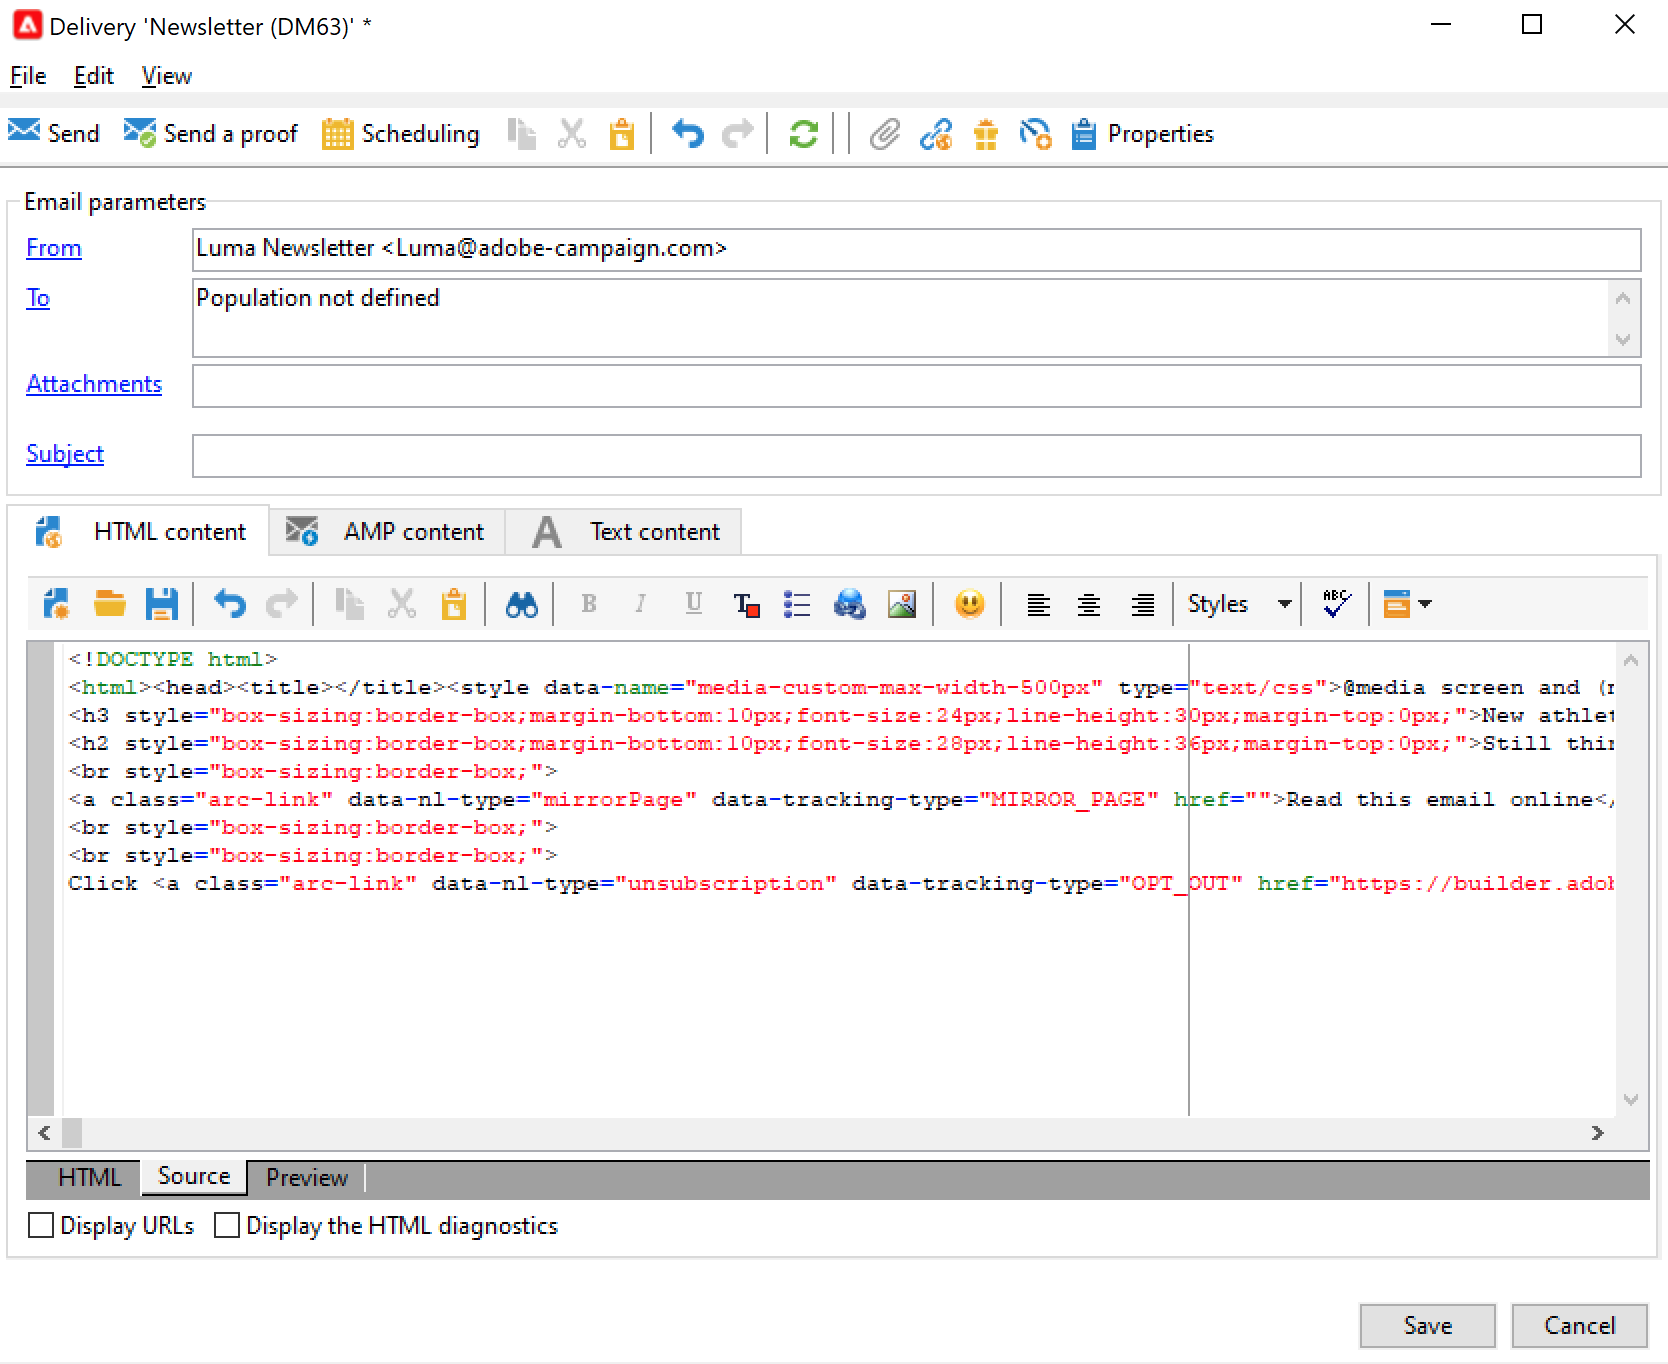 Delivery 'Newsletter (DM63)' *
File Edit View
Send Send a proof Scheduling Properties
Email parameters
From Luma Newsletter <Luma@adobe-campaign.com>
To Population not defined
Attachments
Subject
HTML content AMP content Text content
B I U T Styles ABC
<!DOCTYPE html>
<html><head><title></title><style data-name="media-custom-max-width-500px" type="text/css">@media screen and (
<h3 style="box-sizing:border-box;margin-bottom:10px;font-size:24px;line-height:30px;margin-top:0px;">New athlet
<h2 style="box-sizing:border-box;margin-bottom:10px;font-size:28px;line-height:36px;margin-top:0px;">Still thin
<br style="box-sizing:border-box;">
<a class="arc-link" data-nl-type="mirrorPage" data-tracking-type="MIRROR_PAGE" href="">Read this email online</
<br style="box-sizing:border-box;">
<br style="box-sizing:border-box;">
Click <a class="arc-link" data-nl-type="unsubscription" data-tracking-type="OPT_OUT" href="https://builder.adob
HTML Source Preview
Display URLs Display the HTML diagnostics
Save Cancel